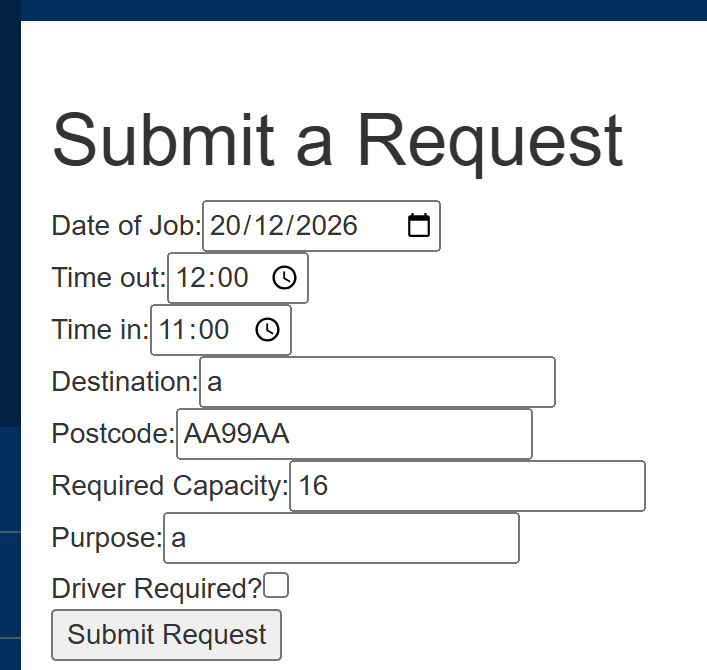 Submit a Request
Date of Job: 20/12/2026
Time out: 12:00
Time in: 11:00
Destination: a
Postcode: AA99AA
Required Capacity: 16
Purpose: a
Driver Required?
Submit Request